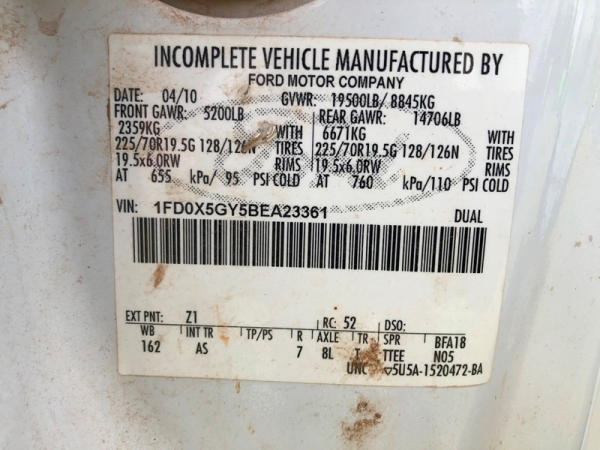 INCOMPLETE VEHICLE MANUFACTURED BY
FORD MOTOR COMPANY
DATE: 04/10 GVWR: 19500LB/ 8845KG
FRONT GAWR: 5200LB REAR GAWR: 14706LB
2359KG WITH 6671KG WITH
225/70R19.5G 128/126N TIRES 225/70R19.5G 128/126N TIRES
19.5x6.0RW RIMS 19.5x6.0RW RIMS
AT 655 kPa/ 95 PSI COLD AT 760 kPa/110 PSI COLD
VIN: 1FD0X5GY5BEA23361 DUAL
EXT PNT: Z1 RC: 52 DSO:
WB INT TR TP/PS R AXLE TR SPR BFA18
162 AS 7 8L T TTEE N05
UNC ▽5U5A-1520472-BA